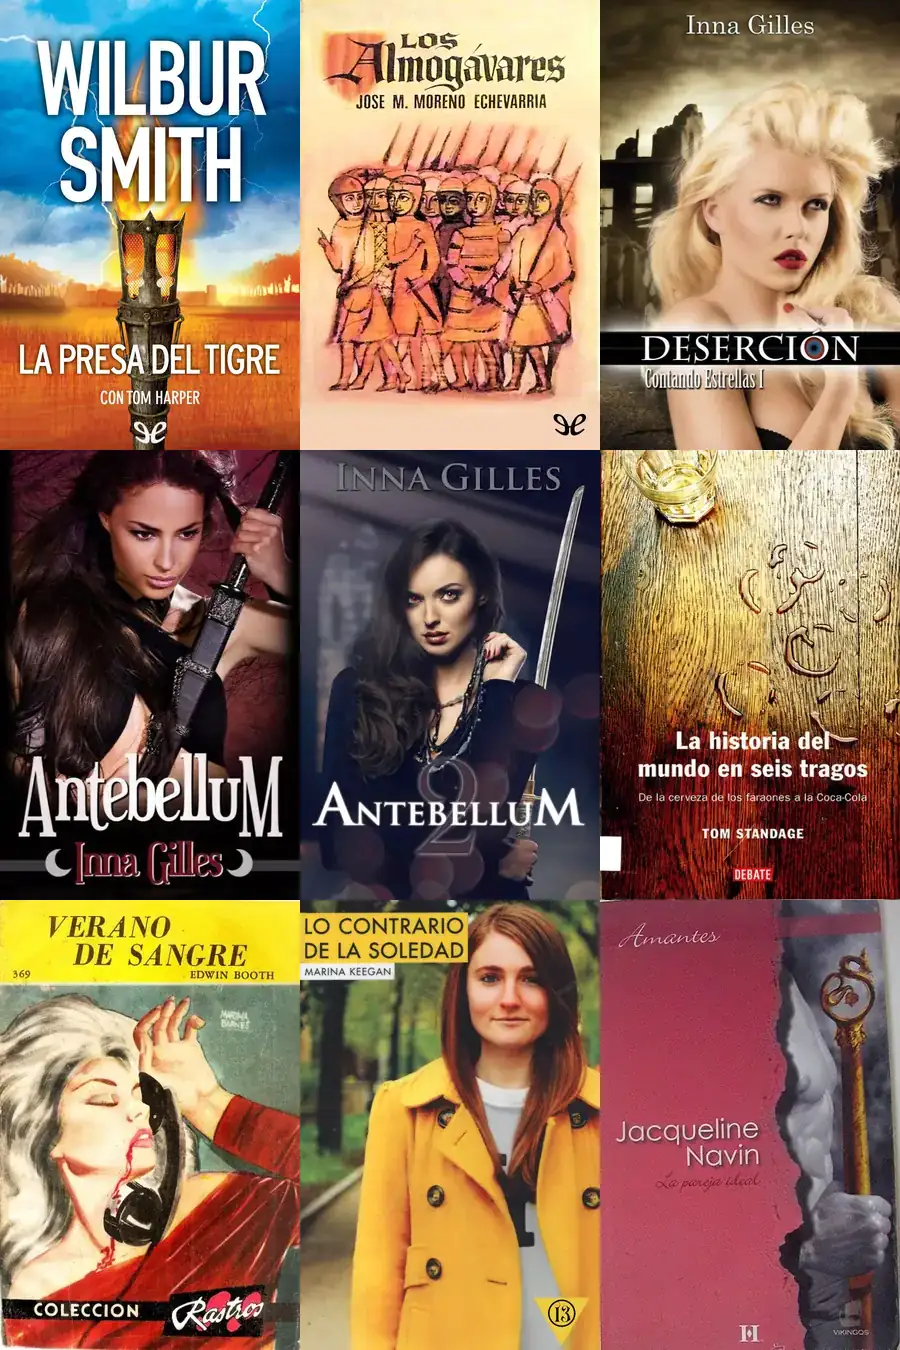 WILBUR
SMITH
LA PRESA DEL TIGRE
CON TOM HARPER
LOS
Almogávares
JOSE M. MORENO ECHEVARRIA
Inna Gilles
DESERCIÓN
Contando Estrellas I
AntebelluM
Inna Gilles
INNA GILLES
2
ANTEBELLUM
La historia del
mundo en seis tragos
De la cerveza de los faraones a la Coca-Cola
TOM STANDAGE
DEBATE
VERANO
DE SANGRE
369
EDWIN BOOTH
COLECCION
Rastros
LO CONTRARIO
DE LA SOLEDAD
MARINA KEEGAN
13
Amantes
Jacqueline
Navin
La pareja ideal
H
VIKINGOS